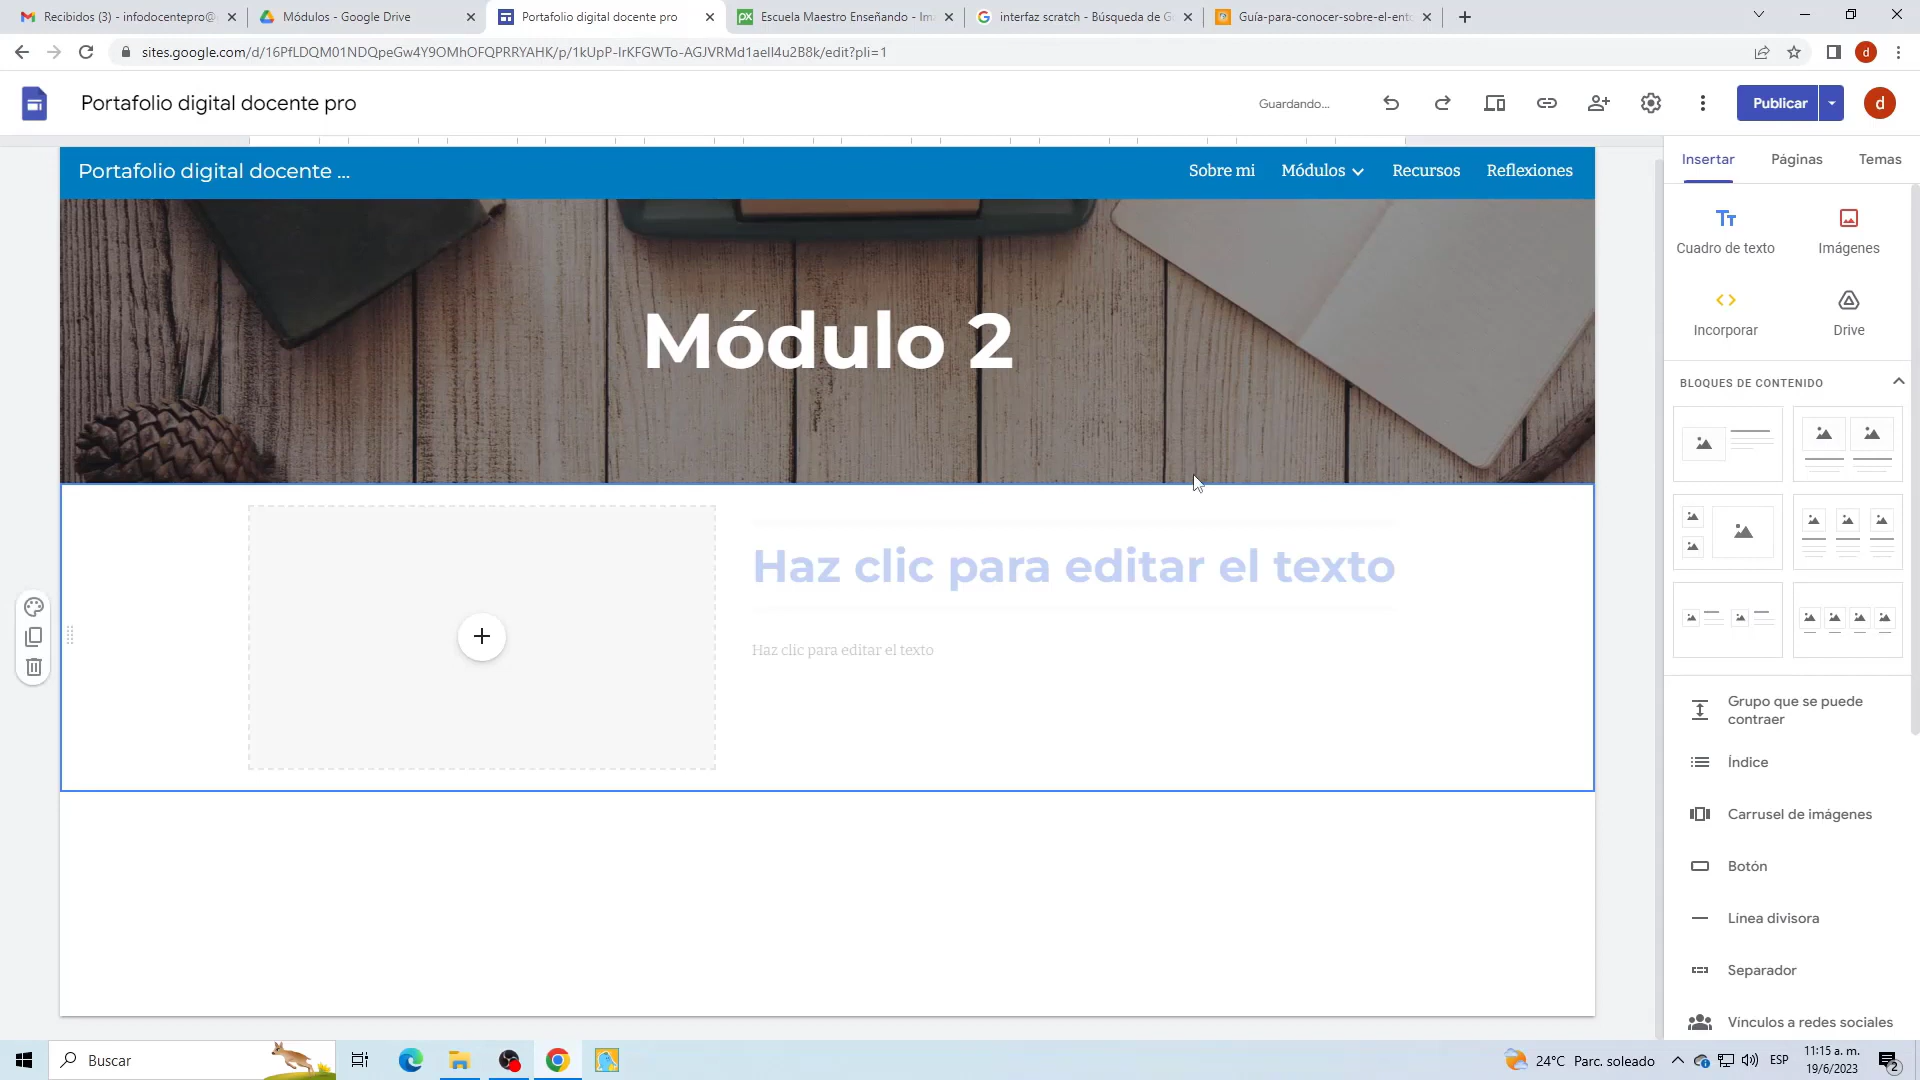 Recibidos (3) - infodocentepro@
Módulos - Google Drive
Portafolio digital docente pro
Escuela Maestro Enseñando - Im
interfaz scratch - Búsqueda de G
Guía-para-conocer-sobre-el-ent
sites.google.com/d/16PfLDQM01NDQpeGw4Y9OMhOFQPRRYAHK/p/1kUpP-IrKFGWTo-AGJVRMd1aeIl4u2B8k/edit?pli=1
d
Portafolio digital docente pro
Guardando...
Publicar
d
Portafolio digital docente ...
Sobre mi
Módulos
Recursos
Reflexiones
Módulo 2
Haz clic para editar el texto
Haz clic para editar el texto
Insertar
Páginas
Temas
Cuadro de texto
Imágenes
Incorporar
Drive
BLOQUES DE CONTENIDO
Grupo que se puede
contraer
Índice
Carrusel de imágenes
Botón
Línea divisora
Separador
Vínculos a redes sociales
Buscar
24°C Parc. soleado
ESP
11:15 a. m.
19/6/2023
2